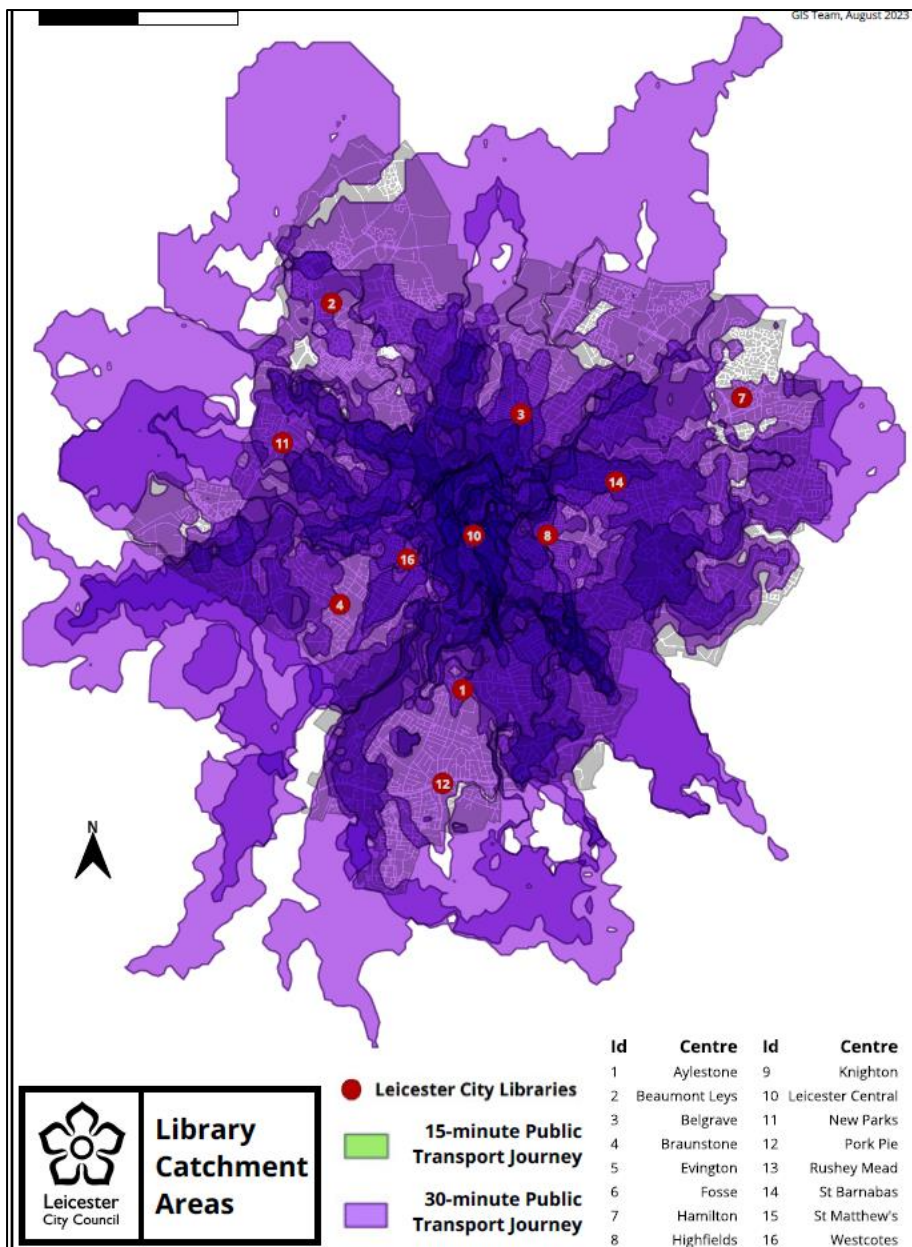 GIS Team, August 2023
2
7
3
11
14
10
8
16
4
1
12
N
Leicester
City Council
Library
Catchment
Areas
Leicester City Libraries
15-minute Public
Transport Journey
30-minute Public
Transport Journey
Id Centre Id Centre
1 Aylestone 9 Knighton
2 Beaumont Leys 10 Leicester Central
3 Belgrave 11 New Parks
4 Braunstone 12 Pork Pie
5 Evington 13 Rushey Mead
6 Fosse 14 St Barnabas
7 Hamilton 15 St Matthew's
8 Highfields 16 Westcotes